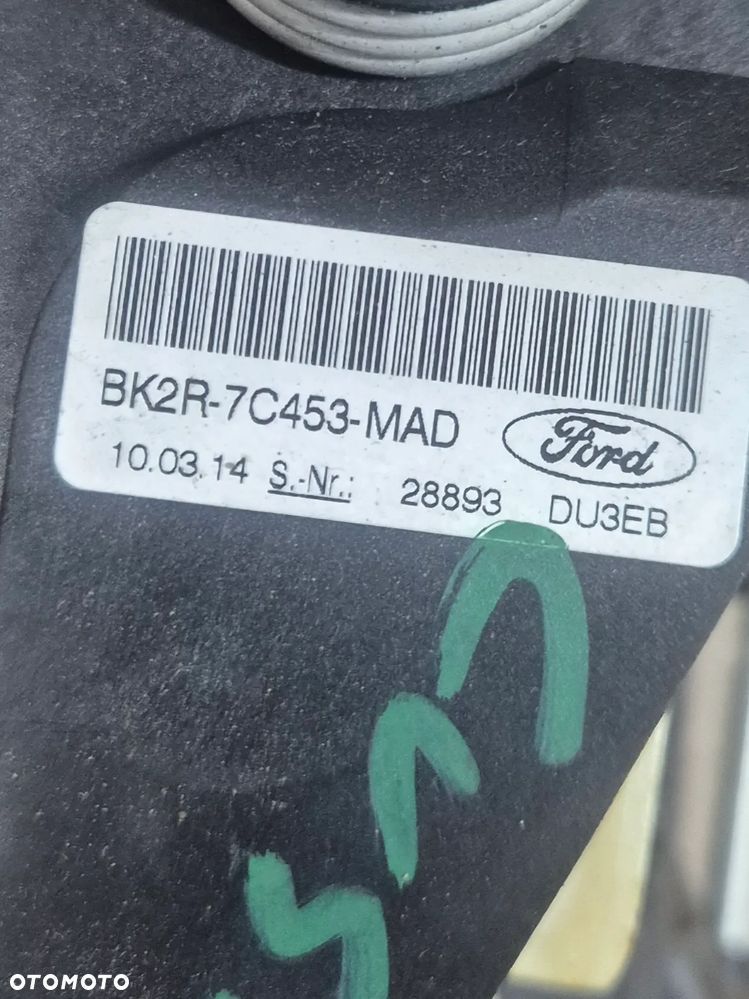 BK2R-7C453-MAD
Ford
10.03.14 S.-Nr.: 28893 DU3EB
OTOMOTO